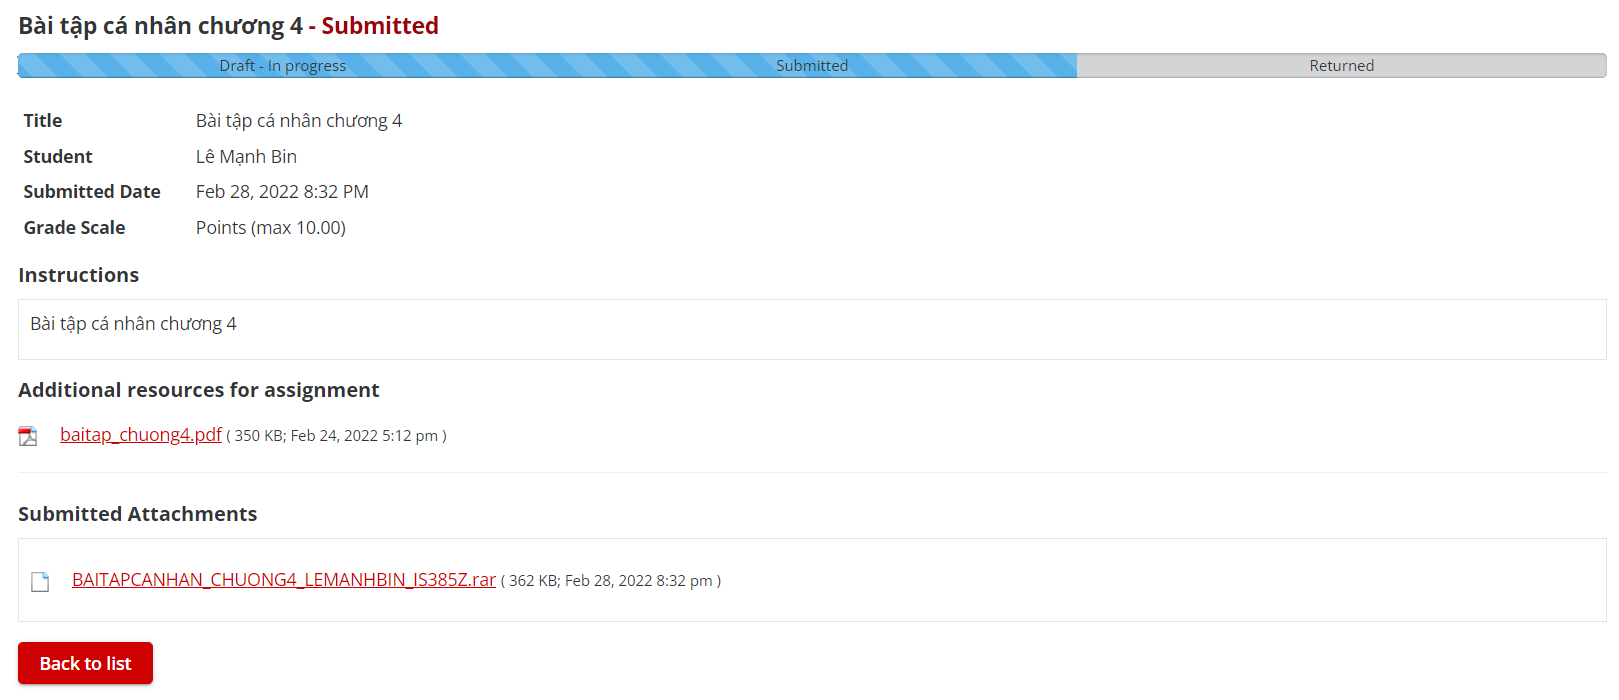 Bài tập cá nhân chương 4 - Submitted
Draft - In progress Submitted Returned
Title Bài tập cá nhân chương 4
Student Lê Mạnh Bin
Submitted Date Feb 28, 2022 8:32 PM
Grade Scale Points (max 10.00)
Instructions
Bài tập cá nhân chương 4
Additional resources for assignment
baitap_chuong4.pdf ( 350 KB; Feb 24, 2022 5:12 pm )
Submitted Attachments
BAITAPCANHAN_CHUONG4_LEMANHBIN_IS385Z.rar ( 362 KB; Feb 28, 2022 8:32 pm )
Back to list